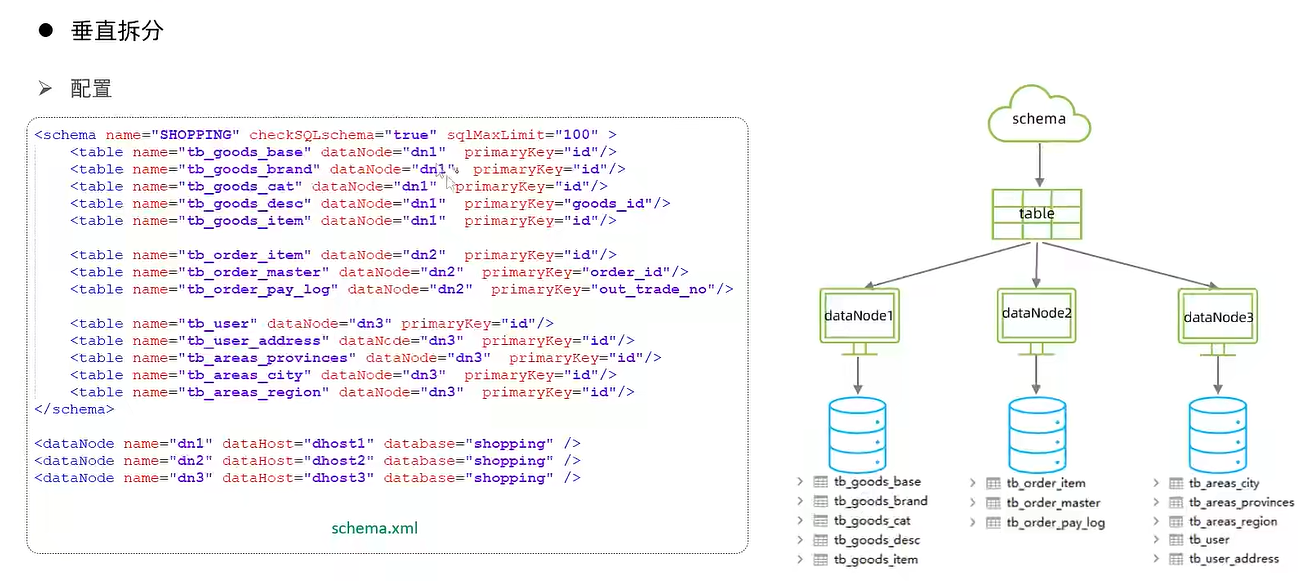 垂直拆分
配置
<schema name="SHOPPING" checkSQLschema="true" sqlMaxLimit="100" >
<table name="tb_goods_base" dataNode="dn1" primaryKey="id"/>
<table name="tb_goods_brand" dataNode="dn1" primaryKey="id"/>
<table name="tb_goods_cat" dataNode="dn1" primaryKey="id"/>
<table name="tb_goods_desc" dataNode="dn1" primaryKey="goods_id"/>
<table name="tb_goods_item" dataNode="dn1" primaryKey="id"/>
<table name="tb_order_item" dataNode="dn2" primaryKey="id"/>
<table name="tb_order_master" dataNode="dn2" primaryKey="order_id"/>
<table name="tb_order_pay_log" dataNode="dn2" primaryKey="out_trade_no"/>
<table name="tb_user" dataNode="dn3" primaryKey="id"/>
<table name="tb_user_address" dataNode="dn3" primaryKey="id"/>
<table name="tb_areas_provinces" dataNode="dn3" primaryKey="id"/>
<table name="tb_areas_city" dataNode="dn3" primaryKey="id"/>
<table name="tb_areas_region" dataNode="dn3" primaryKey="id"/>
</schema>
<dataNode name="dn1" dataHost="dhost1" database="shopping" />
<dataNode name="dn2" dataHost="dhost2" database="shopping" />
<dataNode name="dn3" dataHost="dhost3" database="shopping" />
schema.xml
schema
table
dataNode1
dataNode2
dataNode3
tb_goods_base
tb_goods_brand
tb_goods_cat
tb_goods_desc
tb_goods_item
tb_order_item
tb_order_master
tb_order_pay_log
tb_areas_city
tb_areas_provinces
tb_areas_region
tb_user
tb_user_address